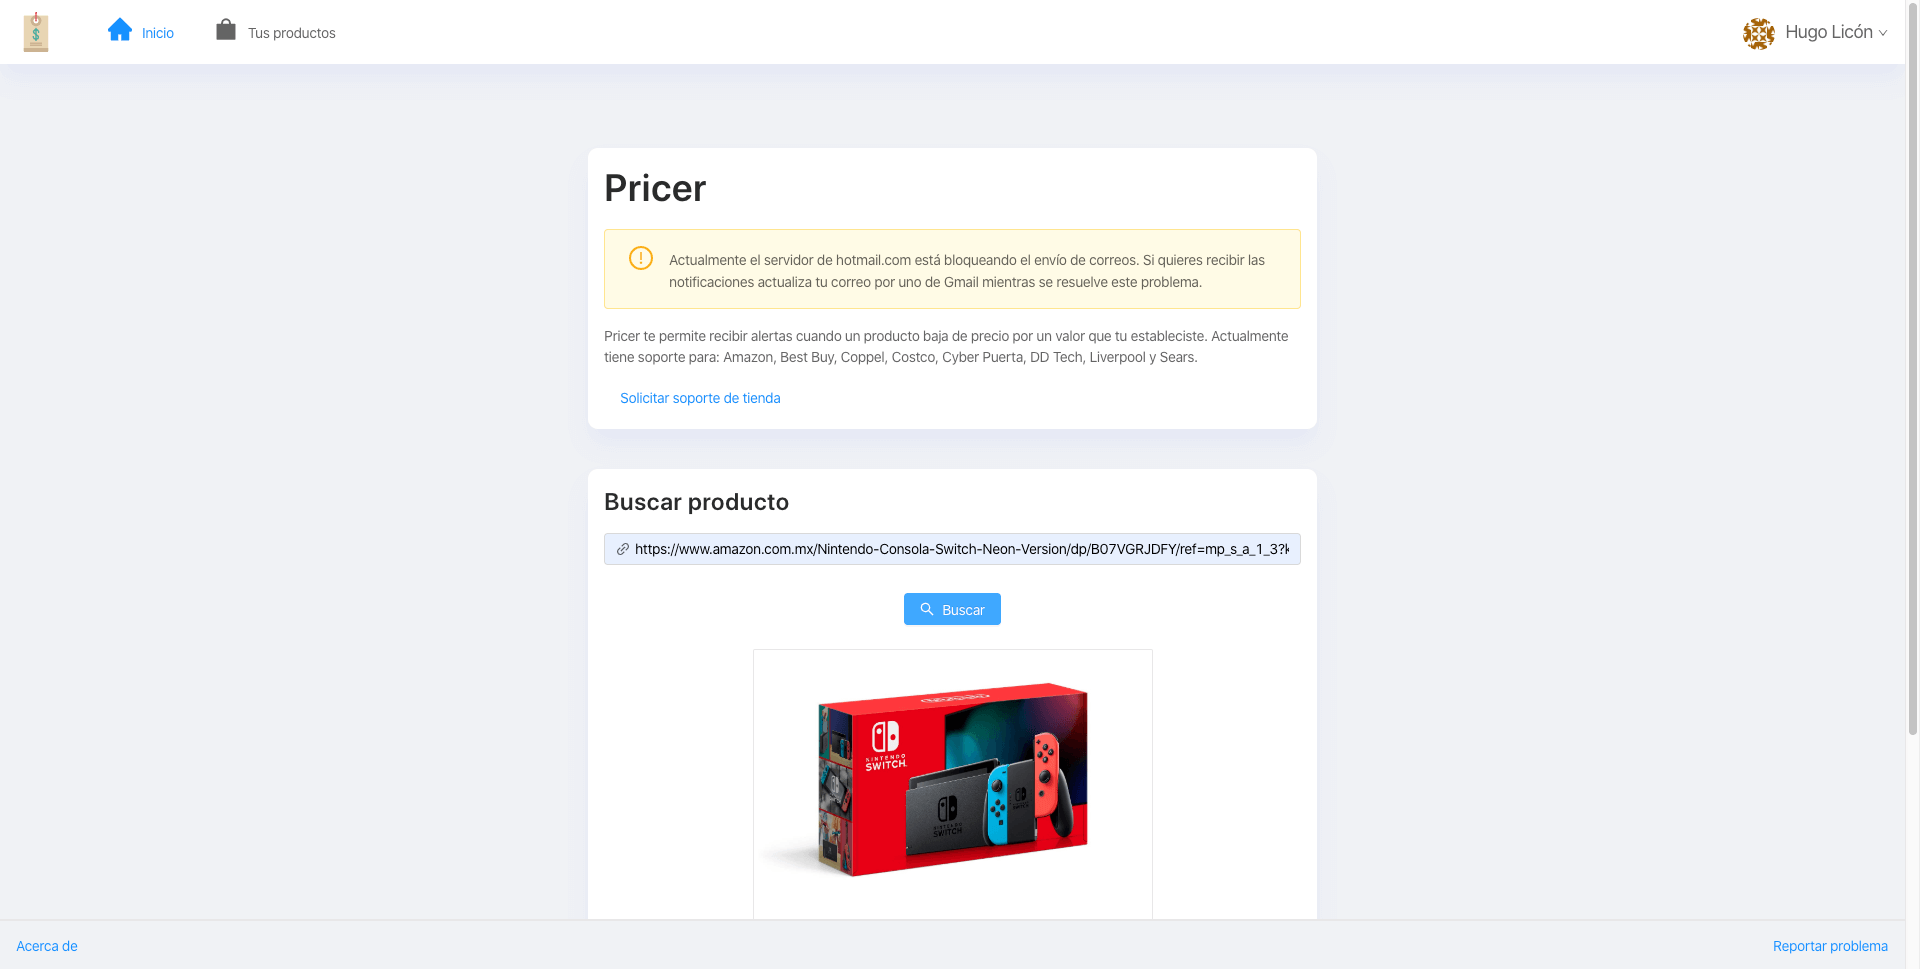 Inicio
Tus productos
Hugo Licón
Pricer
Actualmente el servidor de hotmail.com está bloqueando el envío de correos. Si quieres recibir las
notificaciones actualiza tu correo por uno de Gmail mientras se resuelve este problema.
Pricer te permite recibir alertas cuando un producto baja de precio por un valor que tu estableciste. Actualmente
tiene soporte para: Amazon, Best Buy, Coppel, Costco, Cyber Puerta, DD Tech, Liverpool y Sears.
Solicitar soporte de tienda
Buscar producto
https://www.amazon.com.mx/Nintendo-Consola-Switch-Neon-Version/dp/B07VGRJDFY/ref=mp_s_a_1_3?k
Buscar
NINTENDO
SWITCH
NINTENDO
SWITCH
Acerca de
Reportar problema